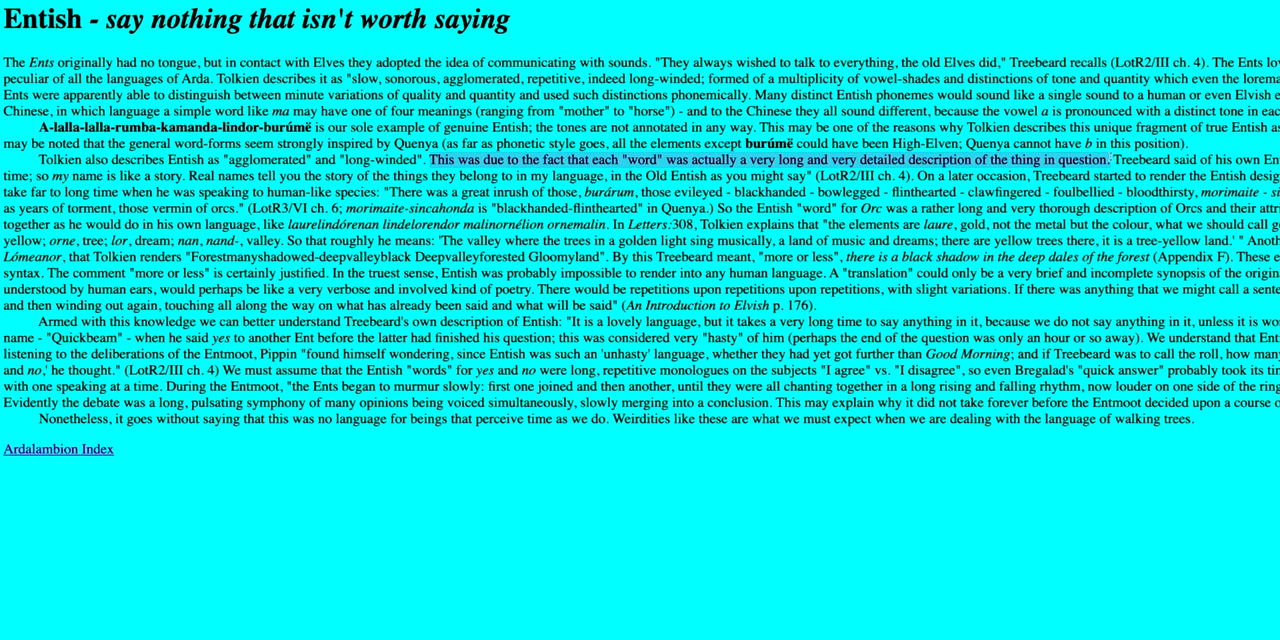 Entish - say nothing that isn't worth saying
The Ents originally had no tongue, but in contact with Elves they adopted the idea of communicating with sounds. "They always wished to talk to everything, the old Elves did," Treebeard recalls (LotR2/III ch. 4). The Ents
peculiar of all the languages of Arda. Tolkien describes it as "slow, sonorous, agglomerated, repetitive, indeed long-winded; formed of a multiplicity of vowel-shades and distinctions of tone and quantity which even the
Ents were apparently able to distinguish between minute variations of quality and quantity and used such distinctions phonemically. Many distinct Entish phonemes would sound like a single sound to a human or even Elvish
Chinese, in which language a simple word like ma may have one of four meanings (ranging from "mother" to "horse") - and to the Chinese they all sound different, because the vowel a is pronounced with a distinct tone in
A-lalla-lalla-rumba-kamanda-lindor-burúmë is our sole example of genuine Entish; the tones are not annotated in any way. This may be one of the reasons why Tolkien describes this unique fragment of true Entish
may be noted that the general word-forms seem strongly inspired by Quenya (as far as phonetic style goes, all the elements except burúmë could have been High-Elven; Quenya cannot have b in this position).
Tolkien also describes Entish as "agglomerated" and "long-winded". This was due to the fact that each "word" was actually a very long and very detailed description of the thing in question. Treebeard said of his own
time; so my name is like a story. Real names tell you the story of the things they belong to in my language, in the Old Entish as you might say" (LotR2/III ch. 4). On a later occasion, Treebeard started to render the Entish
take far to long time when he was speaking to human-like species: "There was a great inrush of those, burárum, those evileyed - blackhanded - bowlegged - flinthearted - clawfingered - foulbellied - bloodthirsty, morimaite -
as years of torment, those vermin of orcs." (LotR3/VI ch. 6; morimaite-sincahonda is "blackhanded-flinthearted" in Quenya.) So the Entish "word" for Orc was a rather long and very thorough description of Orcs and their
together as he would do in his own language, like laurelindórenan lindelorendor malinornélion ornemalin. In Letters:308, Tolkien explains that "the elements are laure, gold, not the metal but the colour, what we should call
yellow; orne, tree; lor, dream; nan, nand-, valley. So that roughly he means: 'The valley where the trees in a golden light sing musically, a land of music and dreams; there are yellow trees there, it is a tree-yellow land.' "
Lómeanor, that Tolkien renders "Forestmanyshadowed-deepvalleyblack Deepvalleyforested Gloomyland". By this Treebeard meant, "more or less", there is a black shadow in the deep dales of the forest (Appendix F). These
syntax. The comment "more or less" is certainly justified. In the truest sense, Entish was probably impossible to render into any human language. A "translation" could only be a very brief and incomplete synopsis of the
understood by human ears, would perhaps be like a very verbose and involved kind of poetry. There would be repetitions upon repetitions upon repetitions, with slight variations. If there was anything that we might call a
and then winding out again, touching all along the way on what has already been said and what will be said" (An Introduction to Elvish p. 176).
Armed with this knowledge we can better understand Treebeard's own description of Entish: "It is a lovely language, but it takes a very long time to say anything in it, because we do not say anything in it, unless it is
name - "Quickbeam" - when he said yes to another Ent before the latter had finished his question; this was considered very "hasty" of him (perhaps the end of the question was only an hour or so away). We understand that
listening to the deliberations of the Entmoot, Pippin "found himself wondering, since Entish was such an 'unhasty' language, whether they had yet got further than Good Morning; and if Treebeard was to call the roll, how
and no,' he thought." (LotR2/III ch. 4) We must assume that the Entish "words" for yes and no were long, repetitive monologues on the subjects "I agree" vs. "I disagree", so even Bregalad's "quick answer" probably took its
with one speaking at a time. During the Entmoot, "the Ents began to murmur slowly: first one joined and then another, until they were all chanting together in a long rising and falling rhythm, now louder on one side of the
Evidently the debate was a long, pulsating symphony of many opinions being voiced simultaneously, slowly merging into a conclusion. This may explain why it did not take forever before the Entmoot decided upon a course
Nonetheless, it goes without saying that this was no language for beings that perceive time as we do. Weirdities like these are what we must expect when we are dealing with the language of walking trees.
Ardalambion Index